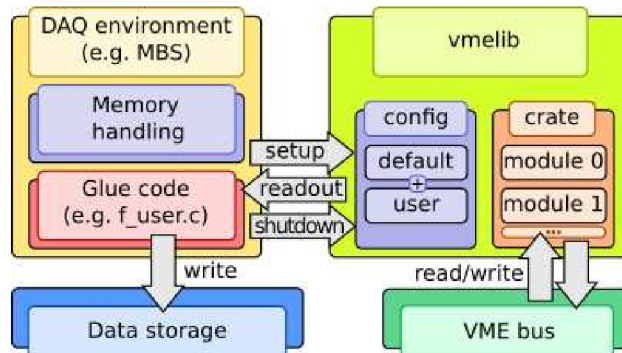 DAQ environment
(e.g. MBS)
Memory
handling
Glue code
(e.g. f_user.c)
setup
readout
shutdown
vmelib
config
default
+
user
crate
module 0
module 1
...
write
read/write
Data storage
VME bus